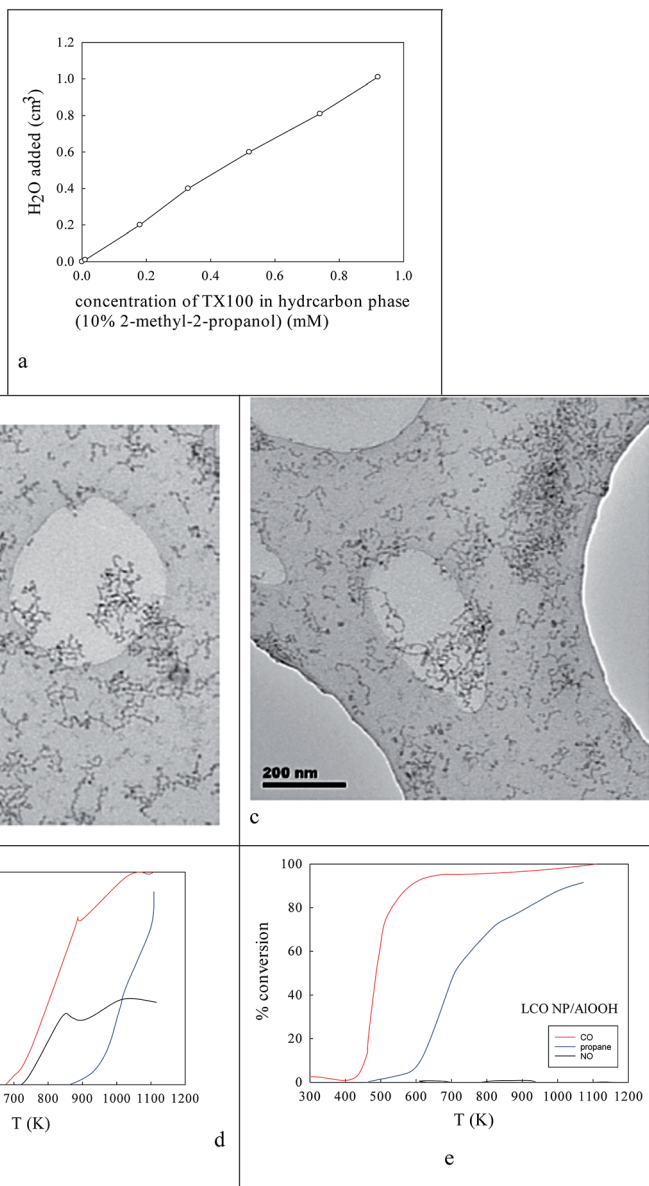 1.2
1.0
0.8
0.6
0.4
0.2
0.0
H2O added (cm3)
0.0 0.2 0.4 0.6 0.8 1.0
concentration of TX100 in hydrcarbon phase
(10% 2-methyl-2-propanol) (mM)
a
200 nm
c
700 800 900 1000 1100 1200
T (K)
d
100
80
60
40
20
0
% conversion
LCO NP/AlOOH
CO
propane
NO
300 400 500 600 700 800 900 1000 1100 1200
T (K)
e